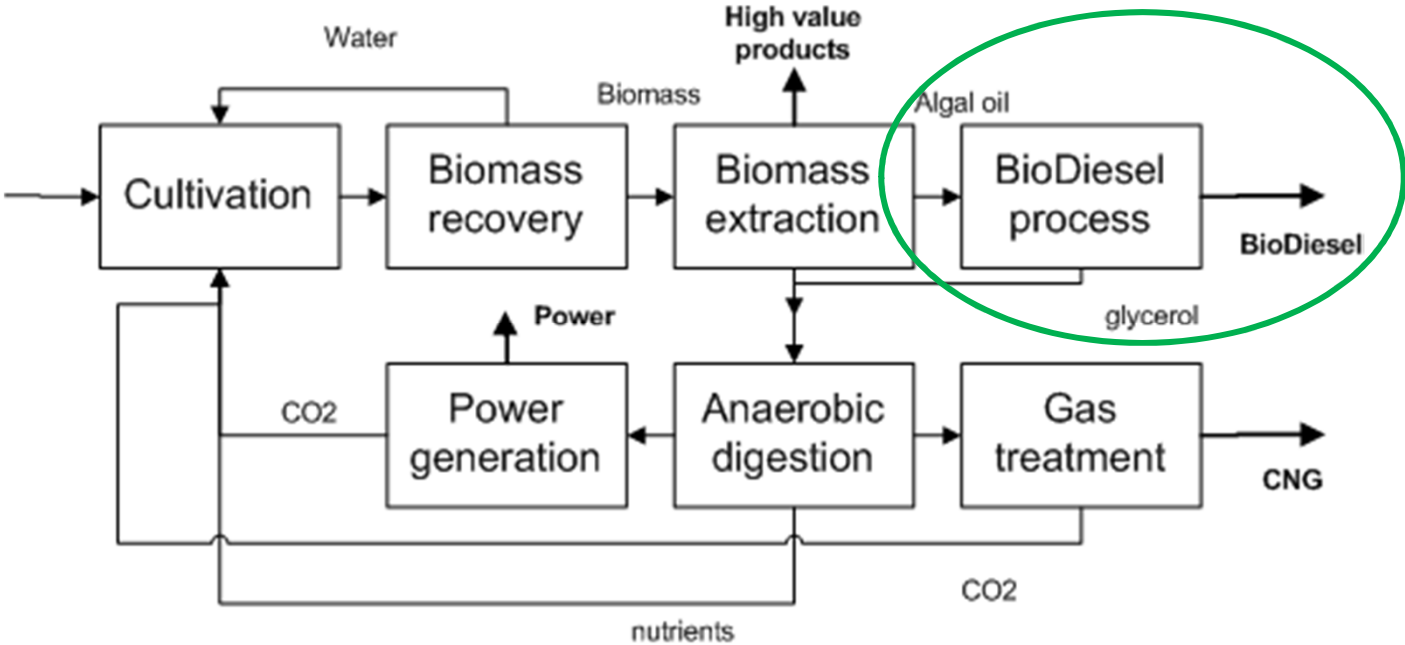 High value
products
Water
Biomass
Algal oil
Cultivation
Biomass
recovery
Biomass
extraction
BioDiesel
process
BioDiesel
Power
glycerol
CO2
Power
generation
Anaerobic
digestion
Gas
treatment
CNG
CO2
nutrients